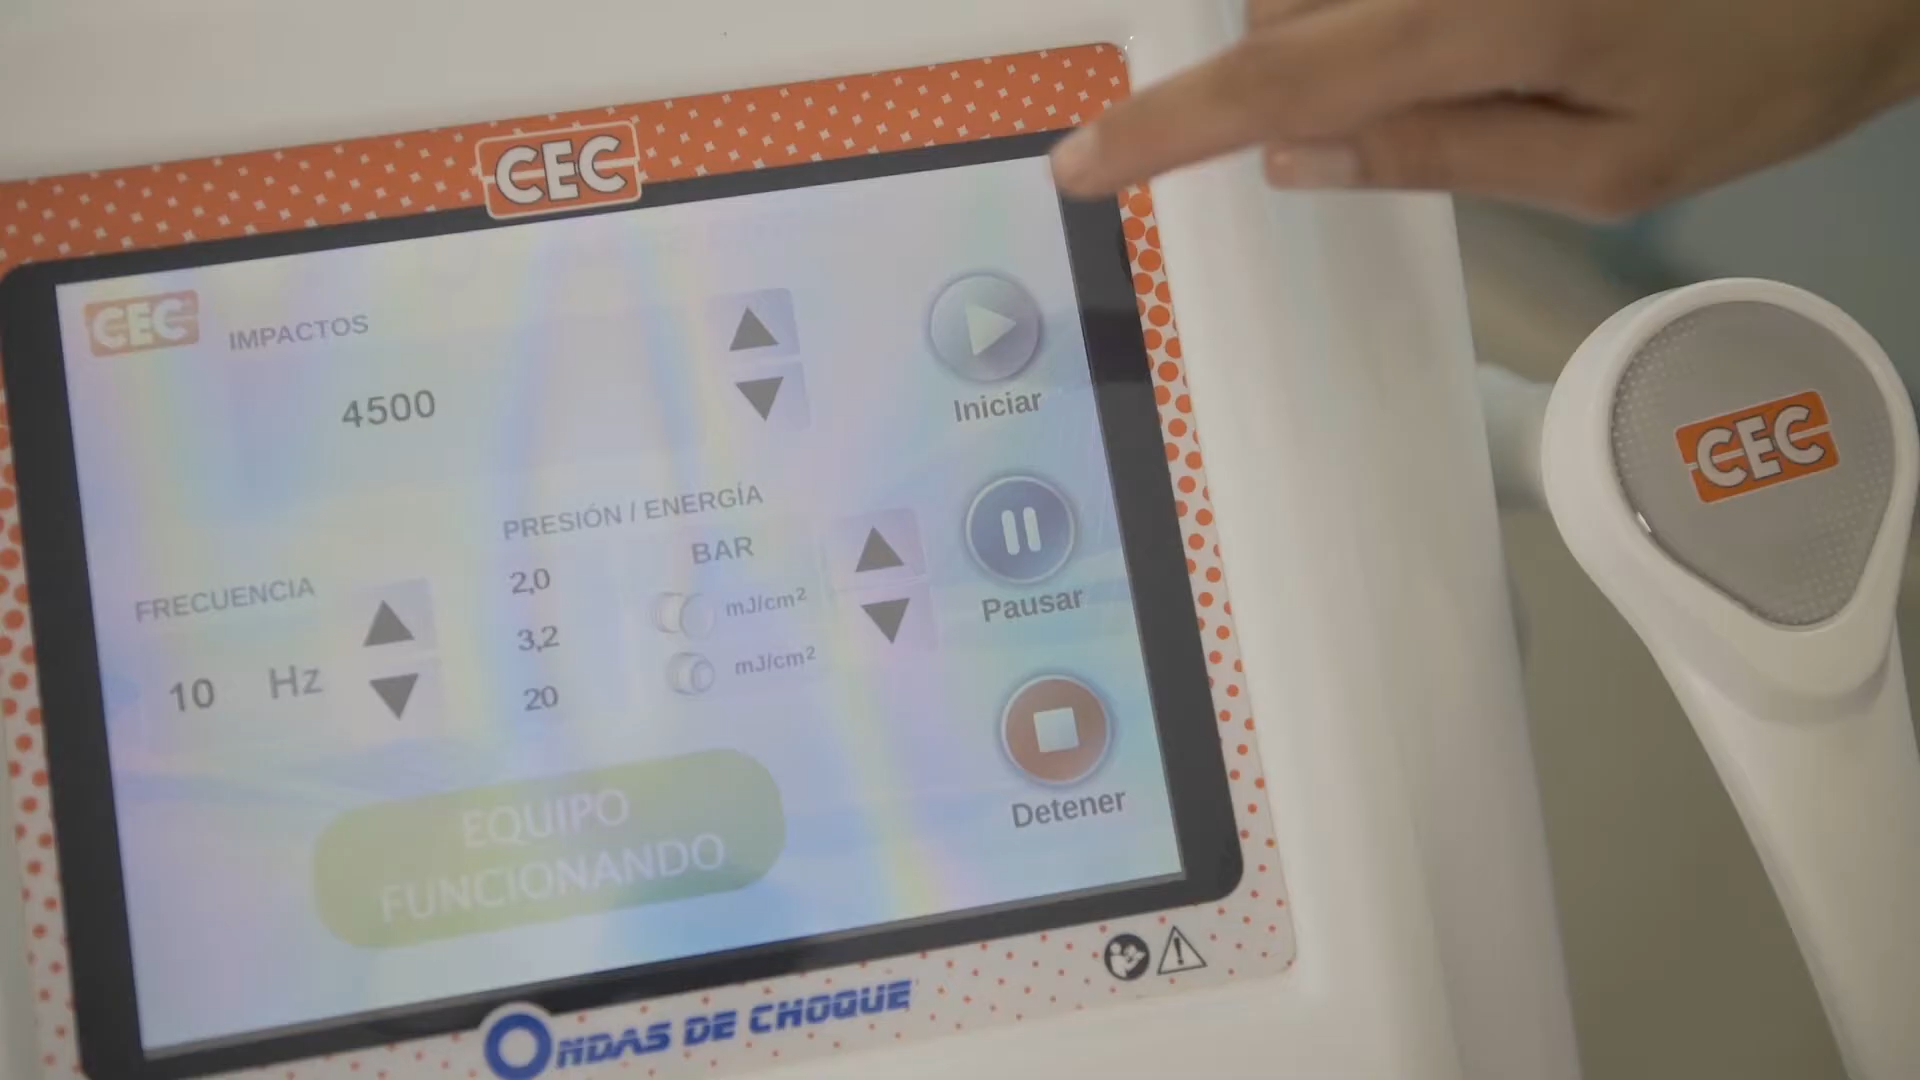 CEC
CEC
IMPACTOS
4500
Iniciar
PRESIÓN / ENERGÍA
BAR
2,0
mJ/cm²
3,2
mJ/cm²
20
FRECUENCIA
10 Hz
Pausar
Detener
EQUIPO
FUNCIONANDO
ONDAS DE CHOQUE
CEC